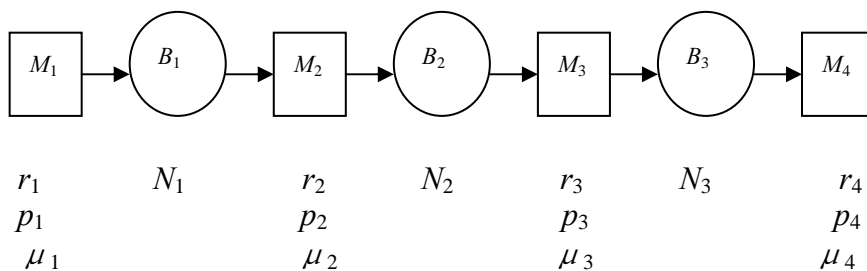 M₁ B₁ M₂ B₂ M₃ B₃ M₄
r₁ N₁ r₂ N₂ r₃ N₃ r₄
p₁ p₂ p₃ p₄
μ₁ μ₂ μ₃ μ₄